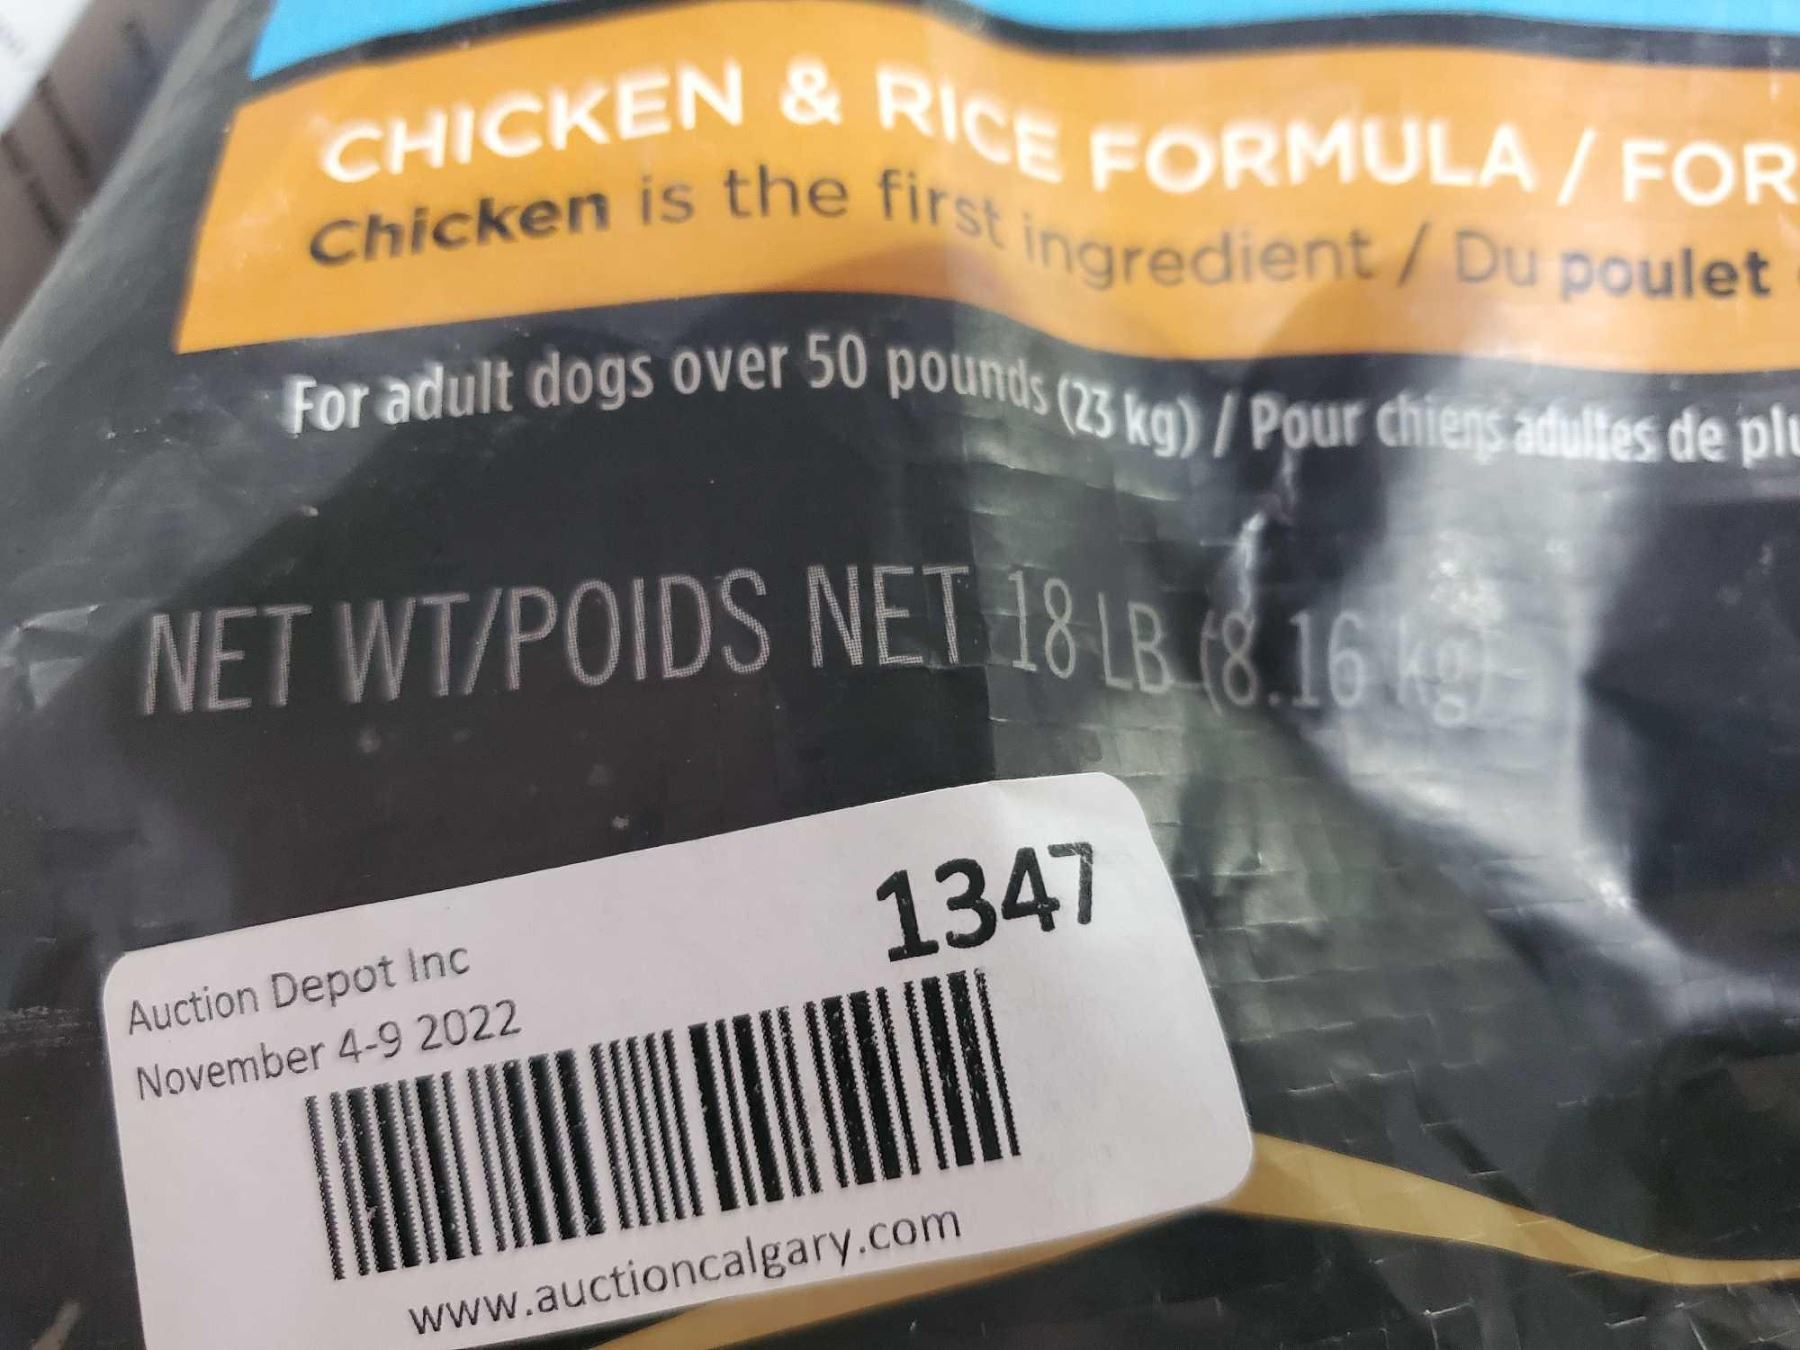 CHICKEN & RICE FORMULA / FOR
Chicken is the first ingredient / Du poulet
For adult dogs over 50 pounds (23 kg) / Pour chiens adultes de plu
NET WT/POIDS NET 18 LB (8.16 kg)
1347
Auction Depot Inc
November 4-9 2022
www.auctioncalgary.com